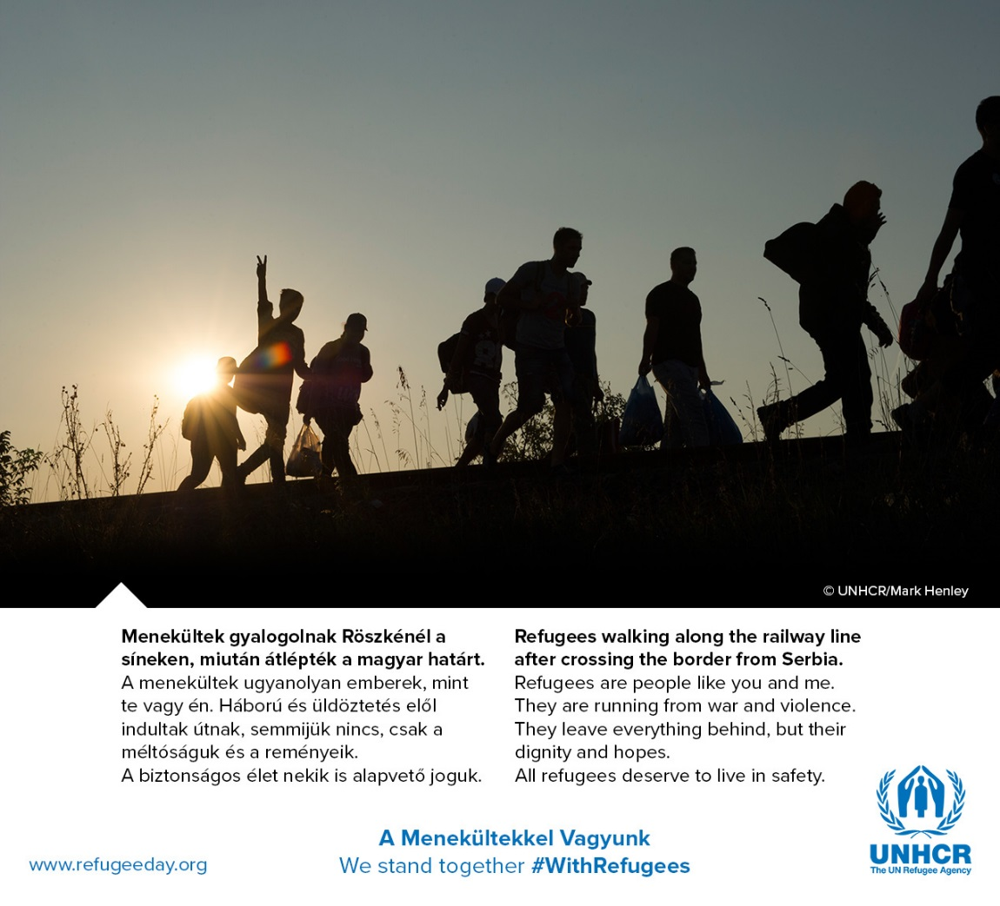 © UNHCR/Mark Henley
Menekültek gyalogolnak Röszkénél a
síneken, miután átlépték a magyar határt.
A menekültek ugyanolyan emberek, mint
te vagy én. Háború és üldöztetés elől
indultak útnak, semmijük nincs, csak a
méltóságuk és a reményeik.
A biztonságos élet nekik is alapvető joguk.
Refugees walking along the railway line
after crossing the border from Serbia.
Refugees are people like you and me.
They are running from war and violence.
They leave everything behind, but their
dignity and hopes.
All refugees deserve to live in safety.
A Menekültekkel Vagyunk
We stand together #WithRefugees
www.refugeeday.org
UNHCR
The UN Refugee Agency